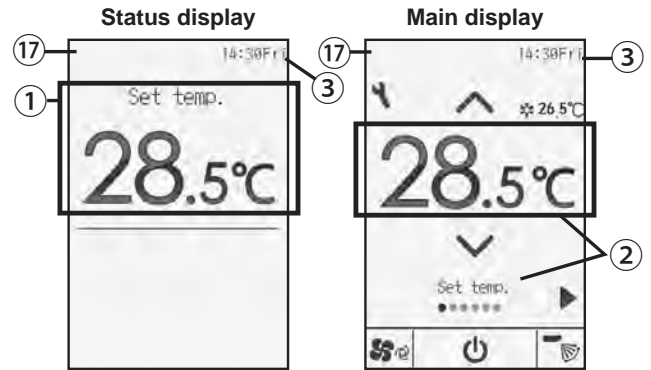 Status display
Main display
17
14:30Fri
3
1
Set temp.
28.5°C
17
14:30Fri
3
26.5°C
28.5°C
2
Set temp.